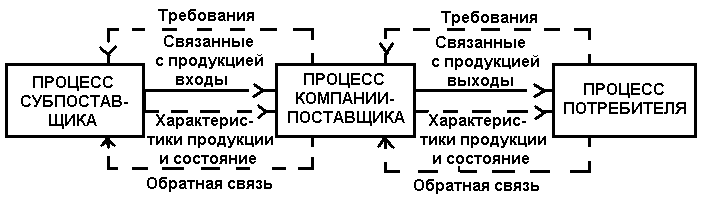 Требования
Требования
Связанные
с продукцией
входы
Связанные
с продукцией
выходы
ПРОЦЕСС
СУБПОСТАВ-
ЩИКА
ПРОЦЕСС
КОМПАНИИ-
ПОСТАВЩИКА
ПРОЦЕСС
ПОТРЕБИТЕЛЯ
Характерис-
тики продукции
и состояние
Характерис-
тики продукции
и состояние
Обратная связь
Обратная связь